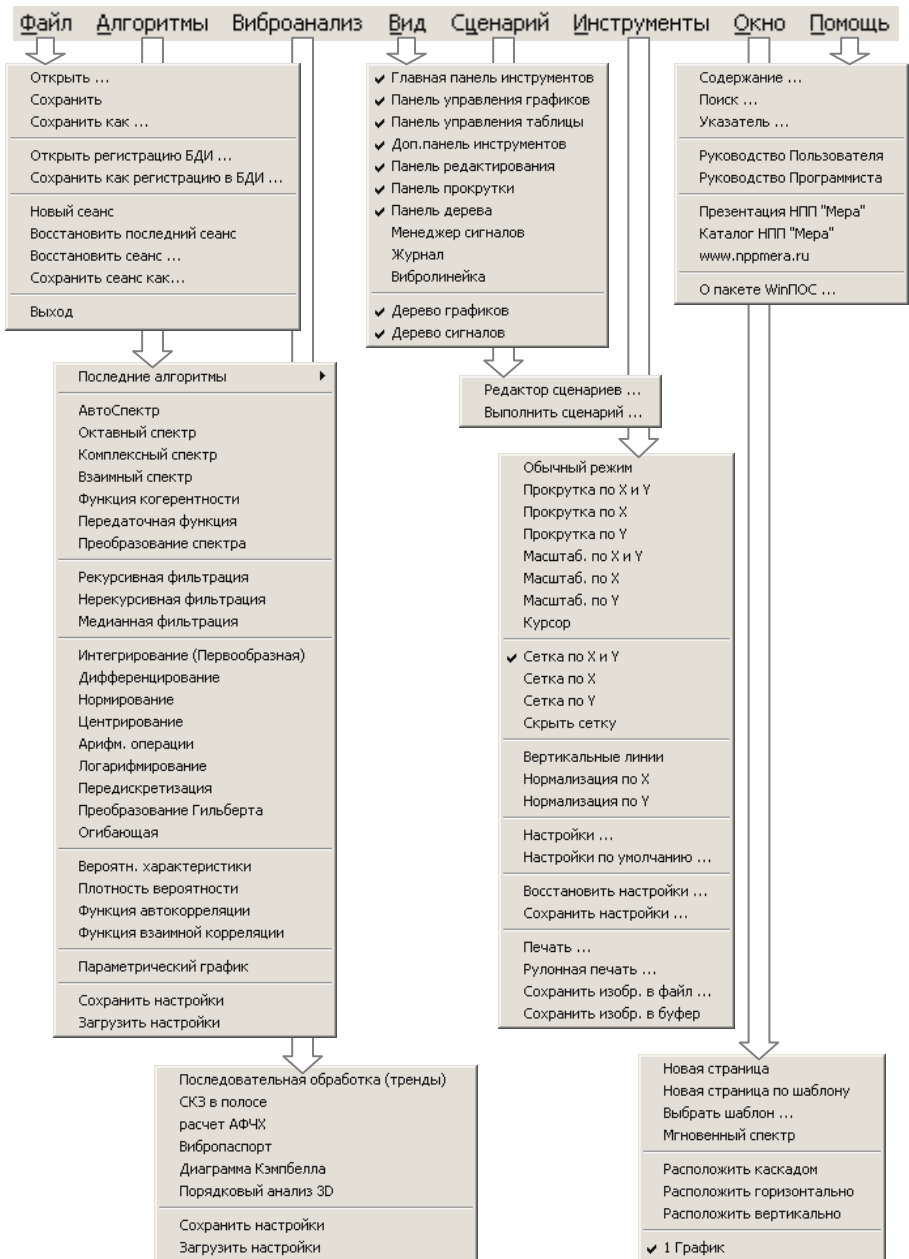 Файл Алгоритмы Виброанализ Вид Сценарий Инструменты Окно Помощь
Открыть ...
Сохранить
Сохранить как ...
Открыть регистрацию БДИ ...
Сохранить как регистрацию в БДИ ...
Новый сеанс
Восстановить последний сеанс
Восстановить сеанс ...
Сохранить сеанс как...
Выход
Главная панель инструментов
Панель управления графиков
Панель управления таблицы
Доп.панель инструментов
Панель редактирования
Панель прокрутки
Панель дерева
Менеджер сигналов
Журнал
Вибролинейка
Дерево графиков
Дерево сигналов
Содержание ...
Поиск ...
Указатель ...
Руководство Пользователя
Руководство Программиста
Презентация НПП "Мера"
Каталог НПП "Мера"
www.nppmera.ru
О пакете WinПОС ...
Последние алгоритмы
АвтоСпектр
Октавный спектр
Комплексный спектр
Взаимный спектр
Функция когерентности
Передаточная функция
Преобразование спектра
Рекурсивная фильтрация
Нерекурсивная фильтрация
Медианная фильтрация
Интегрирование (Первообразная)
Дифференцирование
Нормирование
Центрирование
Арифм. операции
Логарифмирование
Передискретизация
Преобразование Гильберта
Огибающая
Вероятн. характеристики
Плотность вероятности
Функция автокорреляции
Функция взаимной корреляции
Параметрический график
Сохранить настройки
Загрузить настройки
Редактор сценариев ...
Выполнить сценарий ...
Обычный режим
Прокрутка по X и Y
Прокрутка по X
Прокрутка по Y
Масштаб. по X и Y
Масштаб. по X
Масштаб. по Y
Курсор
Сетка по X и Y
Сетка по X
Сетка по Y
Скрыть сетку
Вертикальные линии
Нормализация по X
Нормализация по Y
Настройки ...
Настройки по умолчанию ...
Восстановить настройки ...
Сохранить настройки ...
Печать ...
Рулонная печать ...
Сохранить изобр. в файл ...
Сохранить изобр. в буфер
Последовательная обработка (тренды)
СКЗ в полосе
расчет АФЧХ
Вибропаспорт
Диаграмма Кэмпбелла
Порядковый анализ 3D
Сохранить настройки
Загрузить настройки
Новая страница
Новая страница по шаблону
Выбрать шаблон ...
Мгновенный спектр
Расположить каскадом
Расположить горизонтально
Расположить вертикально
1 График